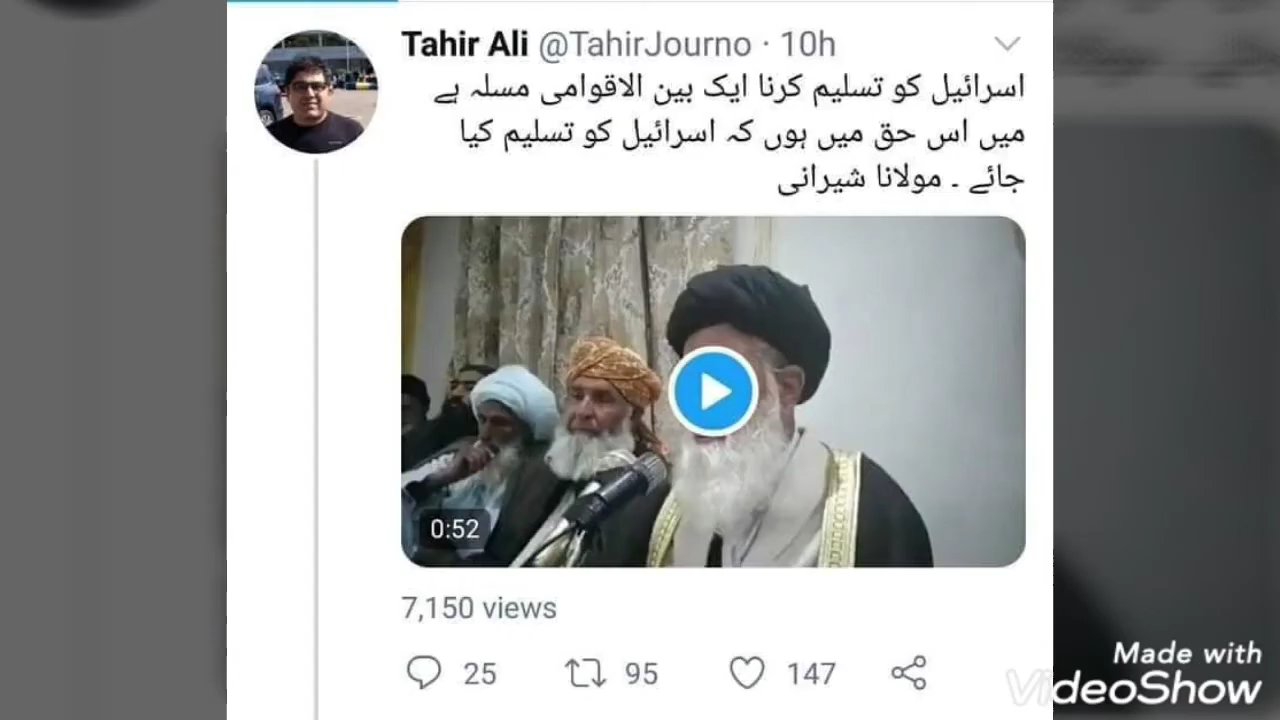 Tahir Ali @TahirJourno · 10h
اسرائیل کو تسلیم کرنا ایک بین الاقوامی مسلہ ہے
میں اس حق میں ہوں کہ اسرائیل کو تسلیم کیا
جائے ۔ مولانا شیرانی
0:52
7,150 views
25 95 147
Made with
VideoShow